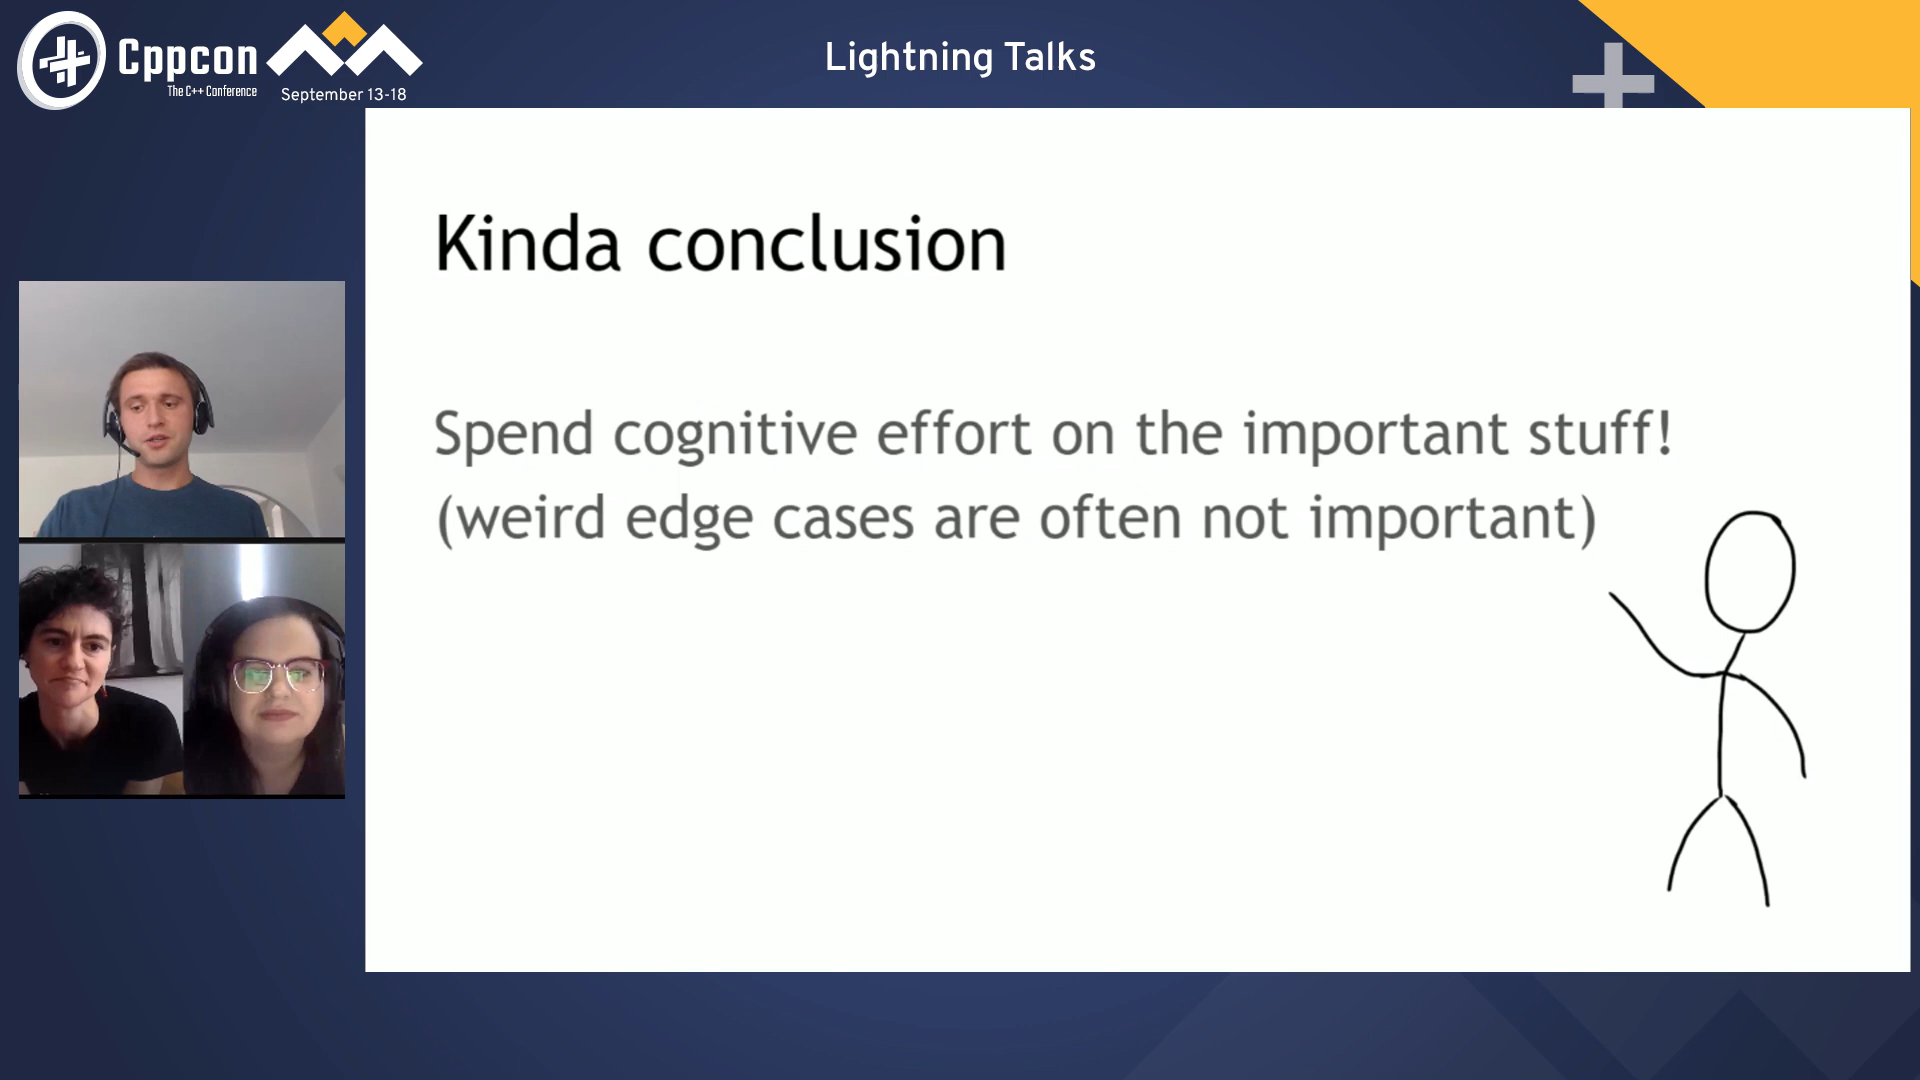 Cppcon
The C++ Conference
September 13-18
Lightning Talks
Kinda conclusion
Spend cognitive effort on the important stuff!
(weird edge cases are often not important)